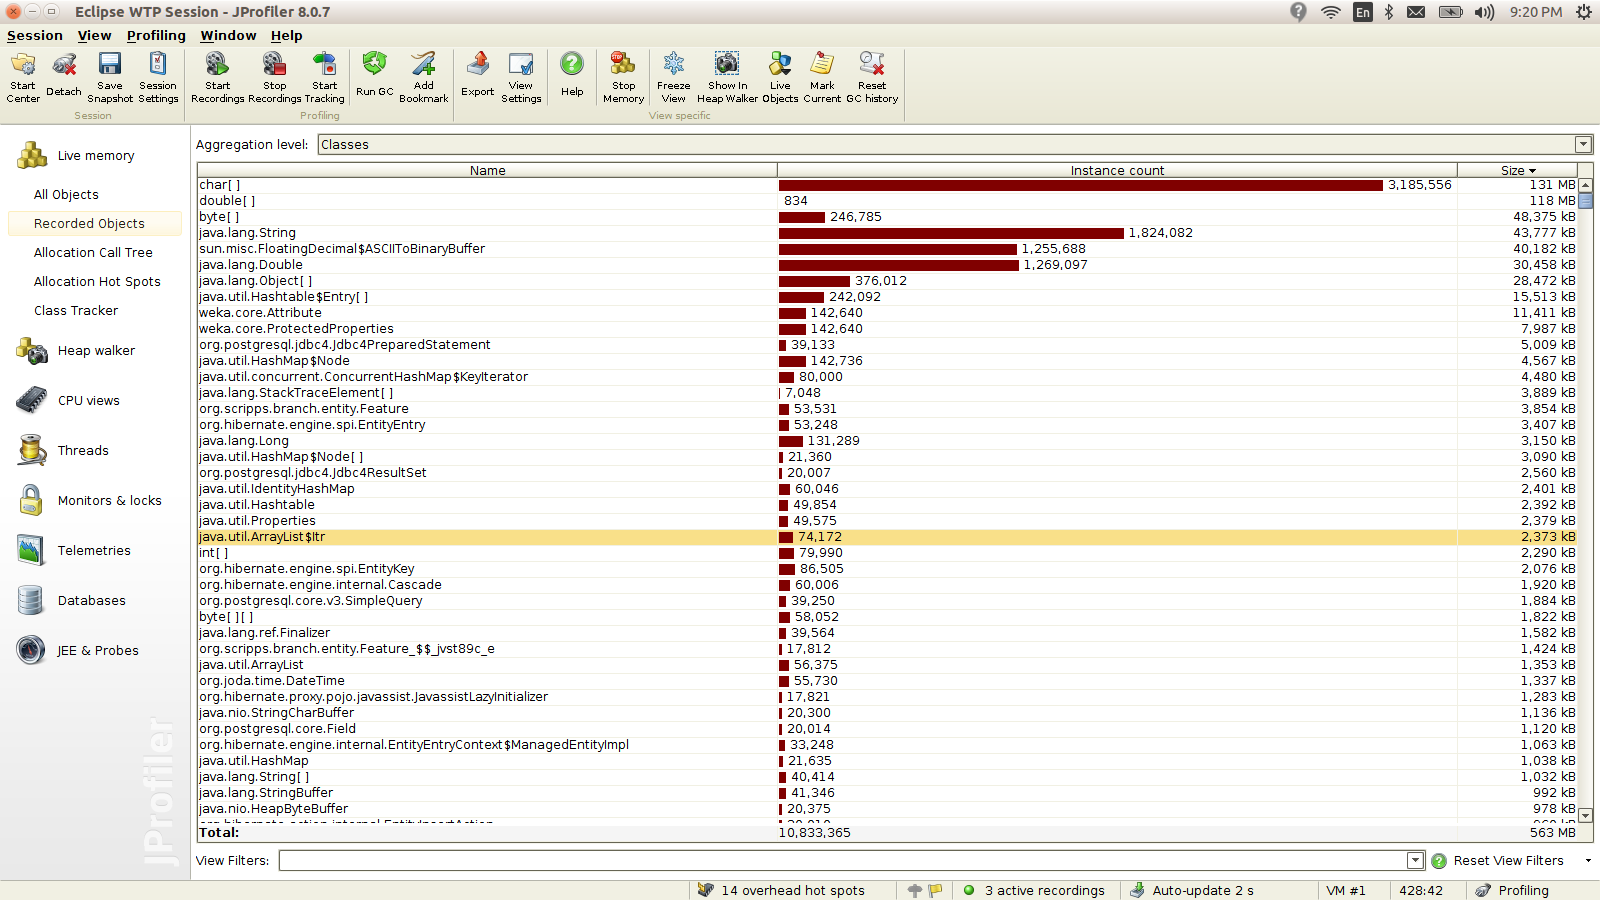 Eclipse WTP Session - JProfiler 8.0.7
En
9:20 PM
Session View Profiling Window Help
Start Center
Detach
Save Snapshot
Session Settings
Start Recordings
Stop Recordings
Start Tracking
Run GC
Add Bookmark
Export
View Settings
Help
Stop Memory
Freeze View
Show In Heap Walker
Live Objects
Mark Current
Reset GC history
Session
Profiling
View specific
Live memory
All Objects
Recorded Objects
Allocation Call Tree
Allocation Hot Spots
Class Tracker
Heap walker
CPU views
Threads
Monitors & locks
Telemetries
Databases
JEE & Probes
JProfiler
Aggregation level: Classes
Name Instance count Size
char[ ] 3,185,556 131 MB
double[ ] 834 118 MB
byte[ ] 246,785 48,375 kB
java.lang.String 1,824,082 43,777 kB
sun.misc.FloatingDecimal$ASCIIToBinaryBuffer 1,255,688 40,182 kB
java.lang.Double 1,269,097 30,458 kB
java.lang.Object[ ] 376,012 28,472 kB
java.util.Hashtable$Entry[ ] 242,092 15,513 kB
weka.core.Attribute 142,640 11,411 kB
weka.core.ProtectedProperties 142,640 7,987 kB
org.postgresql.jdbc4.Jdbc4PreparedStatement 39,133 5,009 kB
java.util.HashMap$Node 142,736 4,567 kB
java.util.concurrent.ConcurrentHashMap$KeyIterator 80,000 4,480 kB
java.lang.StackTraceElement[ ] 7,048 3,889 kB
org.scripps.branch.entity.Feature 53,531 3,854 kB
org.hibernate.engine.spi.EntityEntry 53,248 3,407 kB
java.lang.Long 131,289 3,150 kB
java.util.HashMap$Node[ ] 21,360 3,090 kB
org.postgresql.jdbc4.Jdbc4ResultSet 20,007 2,560 kB
java.util.IdentityHashMap 60,046 2,401 kB
java.util.Hashtable 49,854 2,392 kB
java.util.Properties 49,575 2,379 kB
java.util.ArrayList$Itr 74,172 2,373 kB
int[ ] 79,990 2,290 kB
org.hibernate.engine.spi.EntityKey 86,505 2,076 kB
org.hibernate.engine.internal.Cascade 60,006 1,920 kB
org.postgresql.core.v3.SimpleQuery 39,250 1,884 kB
byte[ ][ ] 58,052 1,822 kB
java.lang.ref.Finalizer 39,564 1,582 kB
org.scripps.branch.entity.Feature_$$_jvst89c_e 17,812 1,424 kB
java.util.ArrayList 56,375 1,353 kB
org.joda.time.DateTime 55,730 1,337 kB
org.hibernate.proxy.pojo.javassist.JavassistLazyInitializer 17,821 1,283 kB
java.nio.StringCharBuffer 20,300 1,136 kB
org.postgresql.core.Field 20,014 1,120 kB
org.hibernate.engine.internal.EntityEntryContext$ManagedEntityImpl 33,248 1,063 kB
java.util.HashMap 21,635 1,038 kB
java.lang.String[ ] 40,414 1,032 kB
java.lang.StringBuffer 41,346 992 kB
java.nio.HeapByteBuffer 20,375 978 kB
Total: 10,833,365 563 MB
View Filters: Reset View Filters
14 overhead hot spots 3 active recordings Auto-update 2 s VM #1 428:42 Profiling